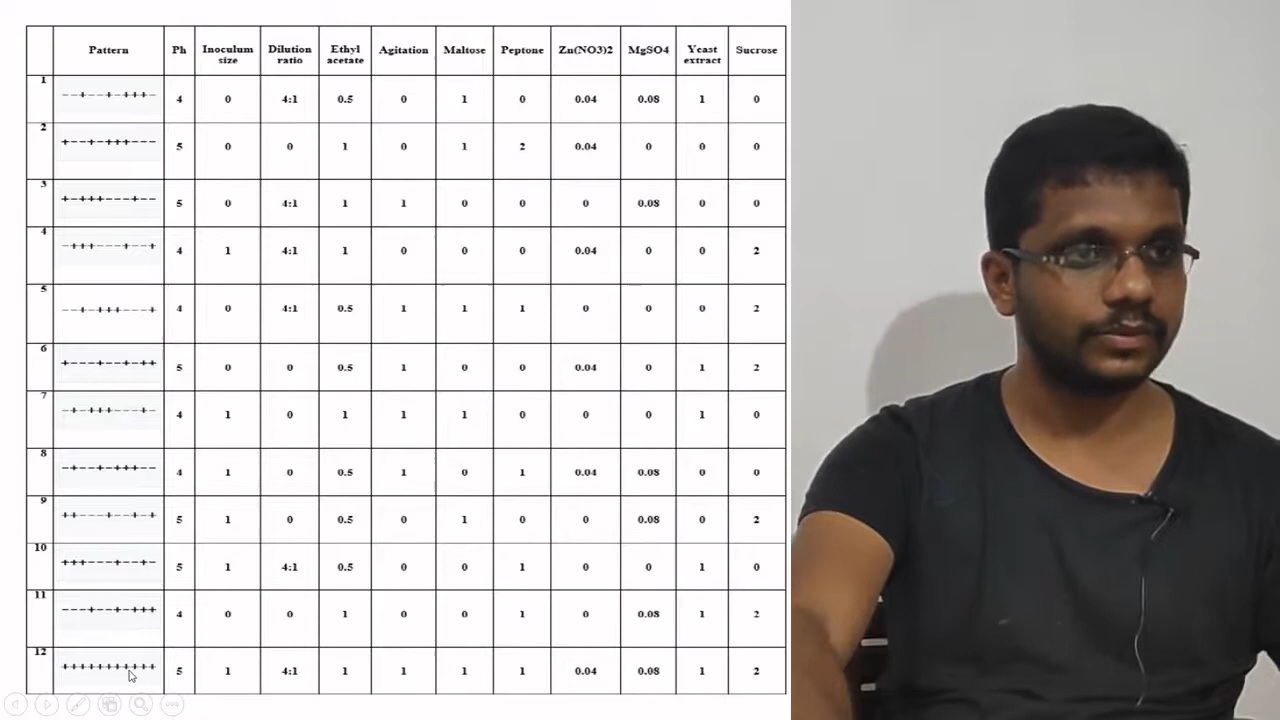 Pattern Ph Inoculum size Dilution ratio Ethyl acetate Agitation Maltose Peptone Zn(NO3)2 MgSO4 Yeast extract Sucrose
1 --+--+-+++- 4 0 4:1 0.5 0 1 0 0.04 0.08 1 0
2 +--+-+++--- 5 0 0 1 0 1 2 0.04 0 0 0
3 +-+++---+-- 5 0 4:1 1 1 0 0 0 0.08 0 0
4 -+++---+--+ 4 1 4:1 1 0 0 0 0.04 0 0 2
5 --+-+++---+ 4 0 4:1 0.5 1 1 1 0 0 0 2
6 +---+--+-++ 5 0 0 0.5 1 0 0 0.04 0 1 2
7 -+-+++---+- 4 1 0 1 1 1 0 0 0 1 0
8 -+--+-+++-- 4 1 0 0.5 1 0 1 0.04 0.08 0 0
9 ++---+--+-+ 5 1 0 0.5 0 1 0 0 0.08 0 2
10 +++---+--+- 5 1 4:1 0.5 0 0 1 0 0 1 0
11 ---+--+-+++ 4 0 0 1 0 0 1 0 0.08 1 2
12 +++++++++++ 5 1 4:1 1 1 1 1 0.04 0.08 1 2